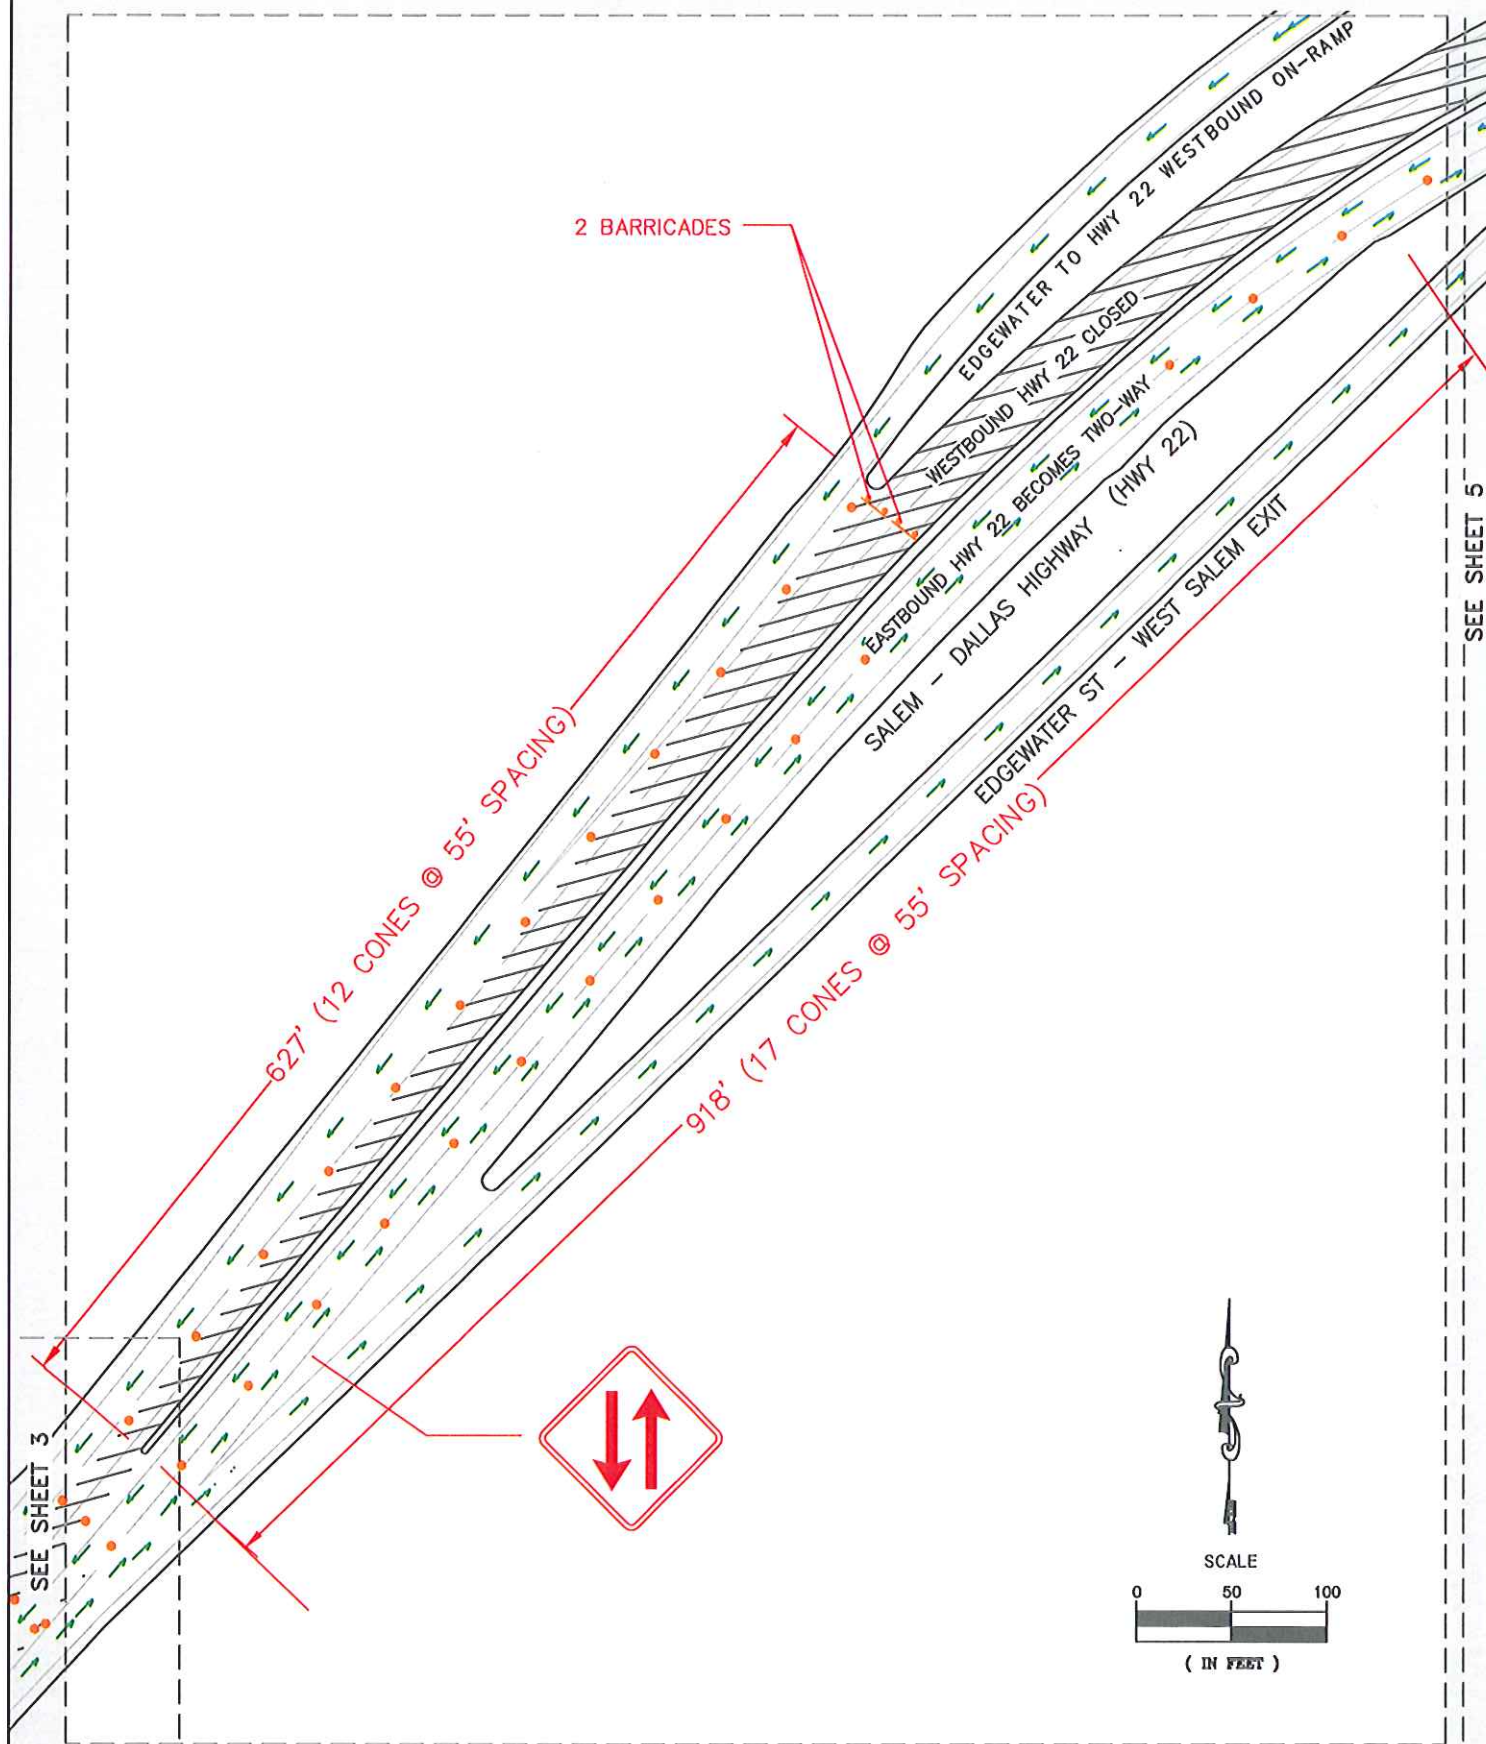 EDGEWATER TO HWY 22 WESTBOUND ON-RAMP
2 BARRICADES
WESTBOUND HWY 22 CLOSED
EASTBOUND HWY 22 BECOMES TWO-WAY
SALEM - DALLAS HIGHWAY (HWY 22)
EDGEWATER ST - WEST SALEM EXIT
SEE SHEET 5
627' (12 CONES @ 55' SPACING)
918' (17 CONES @ 55' SPACING)
SEE SHEET 3
SCALE
0 50 100
( IN FEET )